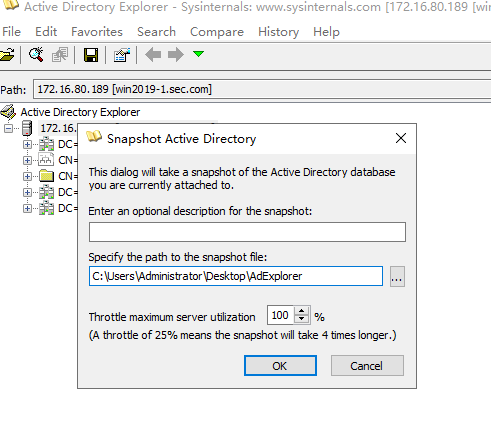 Active Directory Explorer - Sysinternals: www.sysinternals.com [172.16.80.189 [wi
File Edit Search Favorites Compare History Help
Path: 172.16.80.189 [win2019-1.sec.com]
Active Directory Explorer
172.16.
DC=
CN=
CN=
DC=
DC=
Snapshot Active Directory
This dialog will take a snapshot of the Active Directory database
you are currently attached to.
Enter an optional description for the snapshot:
Specify the path to the snapshot file:
C:\Users\Administrator\Desktop\AdExplorer
...
Throttle maximum server utilization 100 %
(A throttle of 25% means the snapshot will take 4 times longer.)
OK Cancel